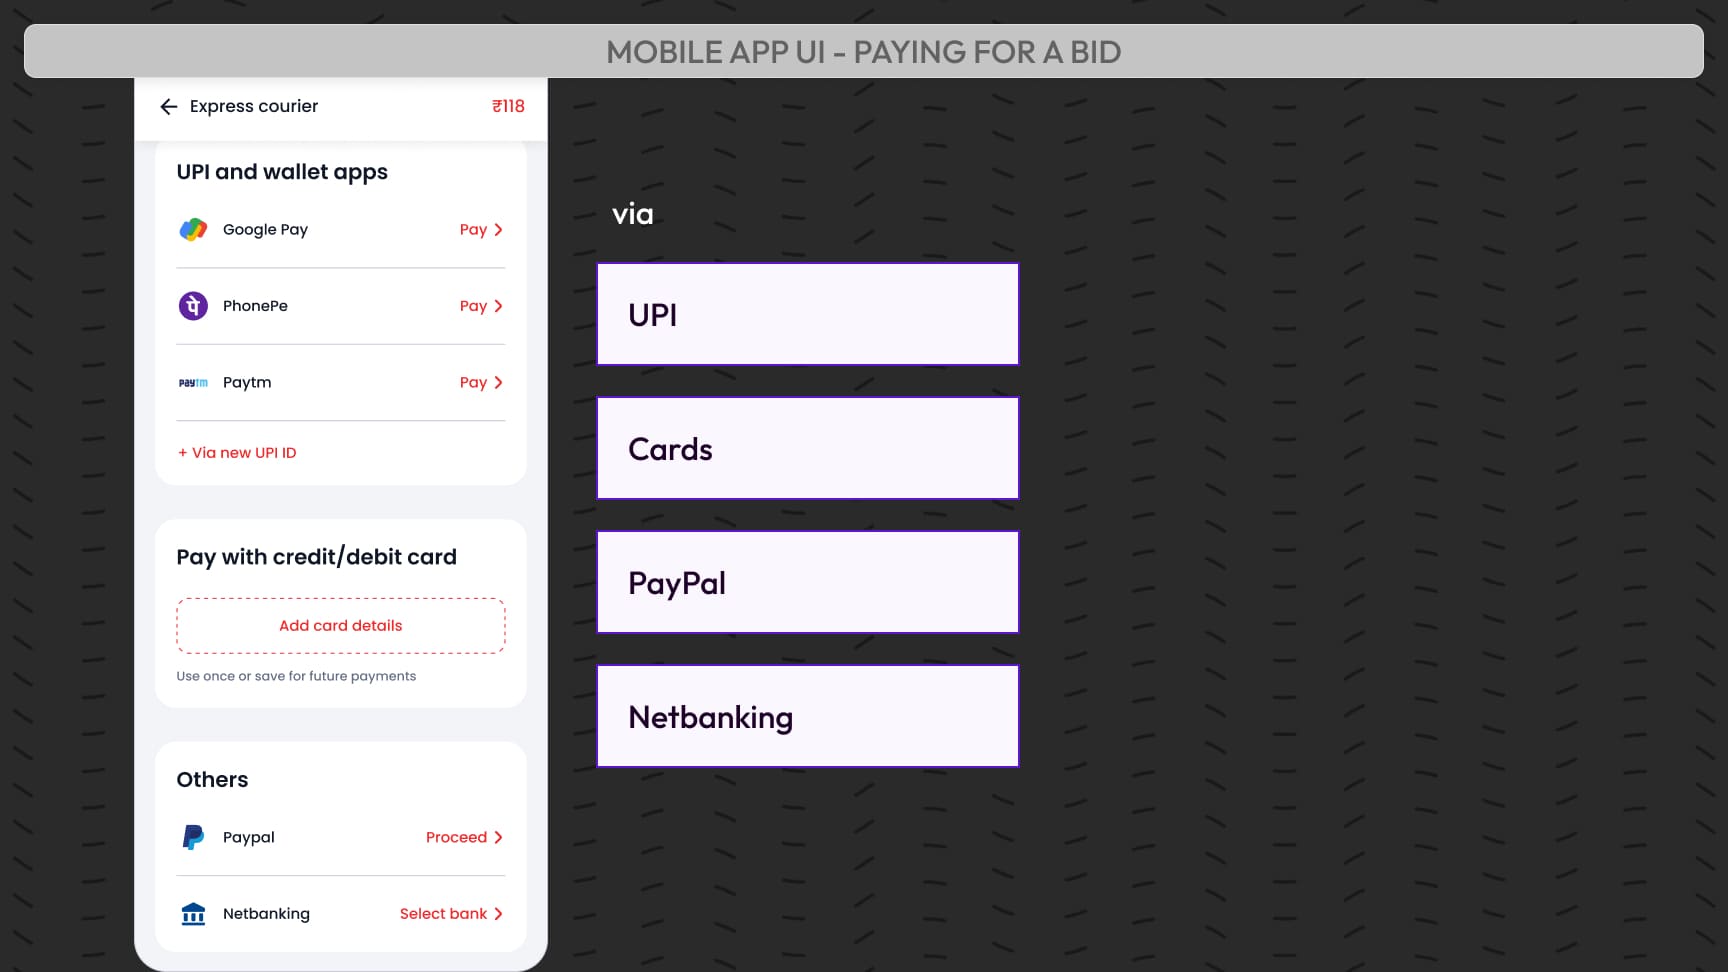 MOBILE APP UI - PAYING FOR A BID
Express courier ₹118
UPI and wallet apps
Google Pay Pay
पे PhonePe Pay
paytm Paytm Pay
+ Via new UPI ID
Pay with credit/debit card
Add card details
Use once or save for future payments
Others
Paypal Proceed
Netbanking Select bank
via
UPI
Cards
PayPal
Netbanking